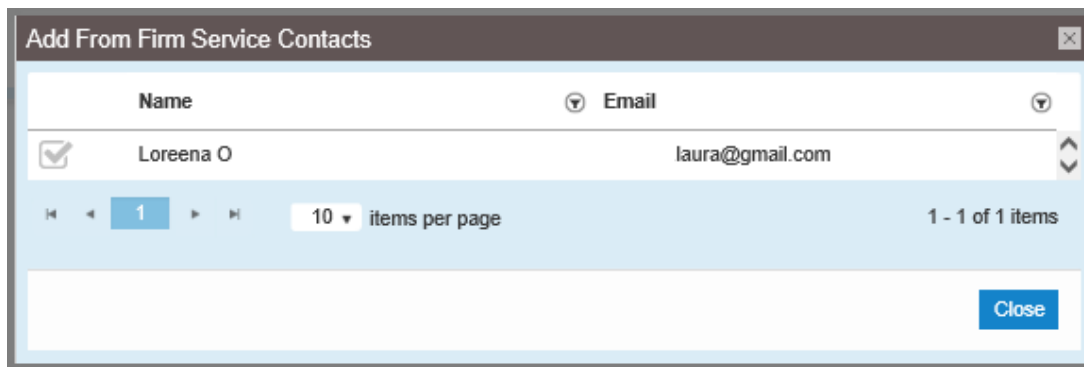 Add From Firm Service Contacts
Name Email
Loreena O laura@gmail.com
1 10 items per page 1 - 1 of 1 items
Close